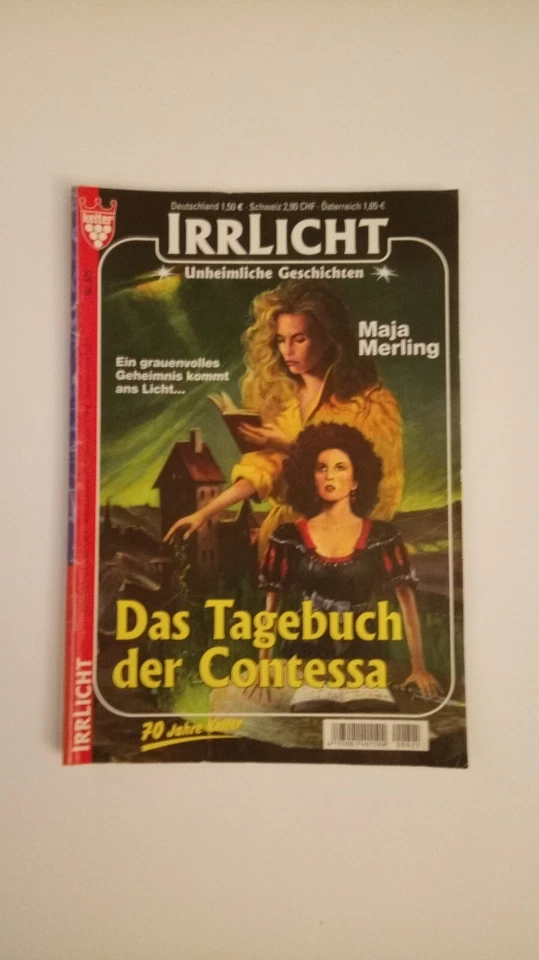 Deutschland 1,50 € · Schweiz 2,90 CHF · Österreich 1,65 €
kelter
IRRLICHT
Unheimliche Geschichten
Maja
Merling
Ein grauenvolles
Geheimnis kommt
ans Licht...
Das Tagebuch
der Contessa
70 Jahre Kelter
IRRLICHT